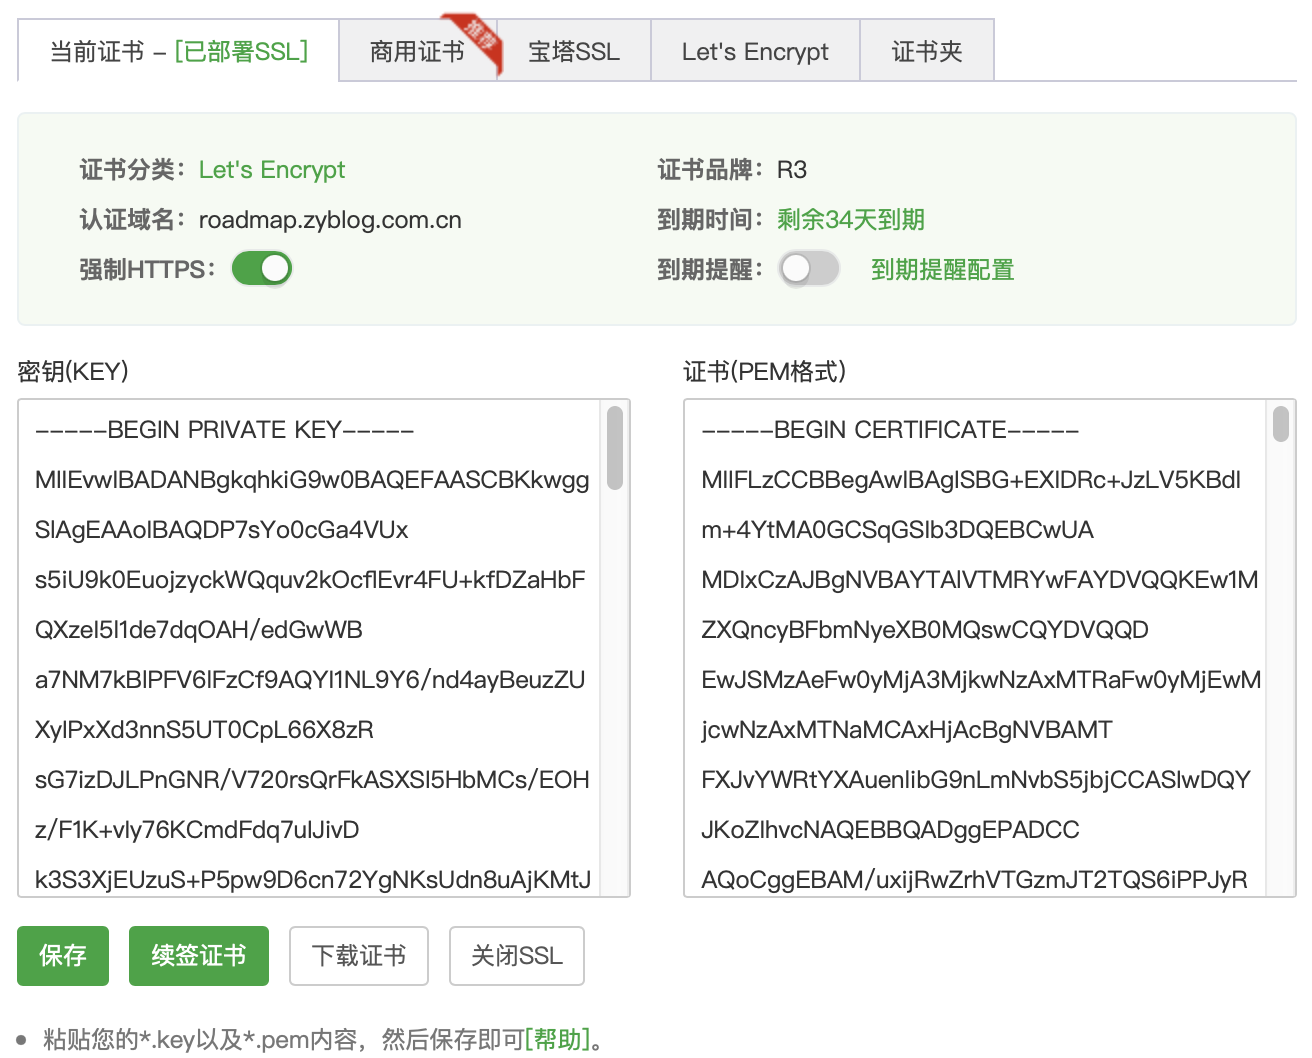 当前证书 - [已部署SSL]
商用证书
推荐
宝塔SSL
Let's Encrypt
证书夹
证书分类： Let's Encrypt
证书品牌： R3
认证域名： roadmap.zyblog.com.cn
到期时间： 剩余34天到期
强制HTTPS：
到期提醒： 到期提醒配置
密钥(KEY)
-----BEGIN PRIVATE KEY-----
MIIEvwIBADANBgkqhkiG9w0BAQEFAASCBKkwgg
SlAgEAAoIBAQDP7sYo0cGa4VUx
s5iU9k0EuojzyckWQquv2kOcflEvr4FU+kfDZaHbF
QXzeI5l1de7dqOAH/edGwWB
a7NM7kBlPFV6lFzCf9AQYl1NL9Y6/nd4ayBeuzZU
XylPxXd3nnS5UT0CpL66X8zR
sG7izDJLPnGNR/V720rsQrFkASXSl5HbMCs/EOH
z/F1K+vly76KCmdFdq7ulJivD
k3S3XjEUzuS+P5pw9D6cn72YgNKsUdn8uAjKMtJ
证书(PEM格式)
-----BEGIN CERTIFICATE-----
MIIFLzCCBBegAwIBAgISBG+EXlDRc+JzLV5KBdl
m+4YtMA0GCSqGSIb3DQEBCwUA
MDIxCzAJBgNVBAYTAlVTMRYwFAYDVQQKEw1M
ZXQncyBFbmNyeXB0MQswCQYDVQQD
EwJSMzAeFw0yMjA3MjkwNzAxMTRaFw0yMjEwM
jcwNzAxMTNaMCAxHjAcBgNVBAMT
FXJvYWRtYXAuenlibG9nLmNvbS5jbjCCASIwDQY
JKoZIhvcNAQEBBQADggEPADCC
AQoCggEBAM/uxijRwZrhVTGzmJT2TQS6iPPJyR
保存
续签证书
下载证书
关闭SSL
• 粘贴您的*.key以及*.pem内容，然后保存即可[帮助]。